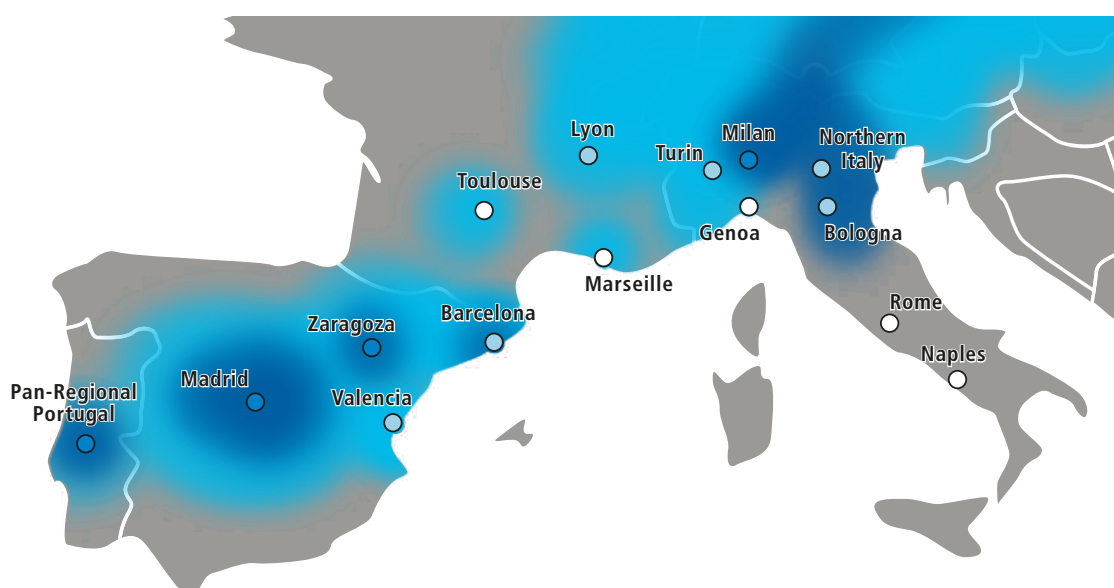 Lyon
Milan
Northern
Italy
Turin
Toulouse
Genoa
Bologna
Marseille
Rome
Barcelona
Zaragoza
Naples
Madrid
Pan-Regional
Portugal
Valencia